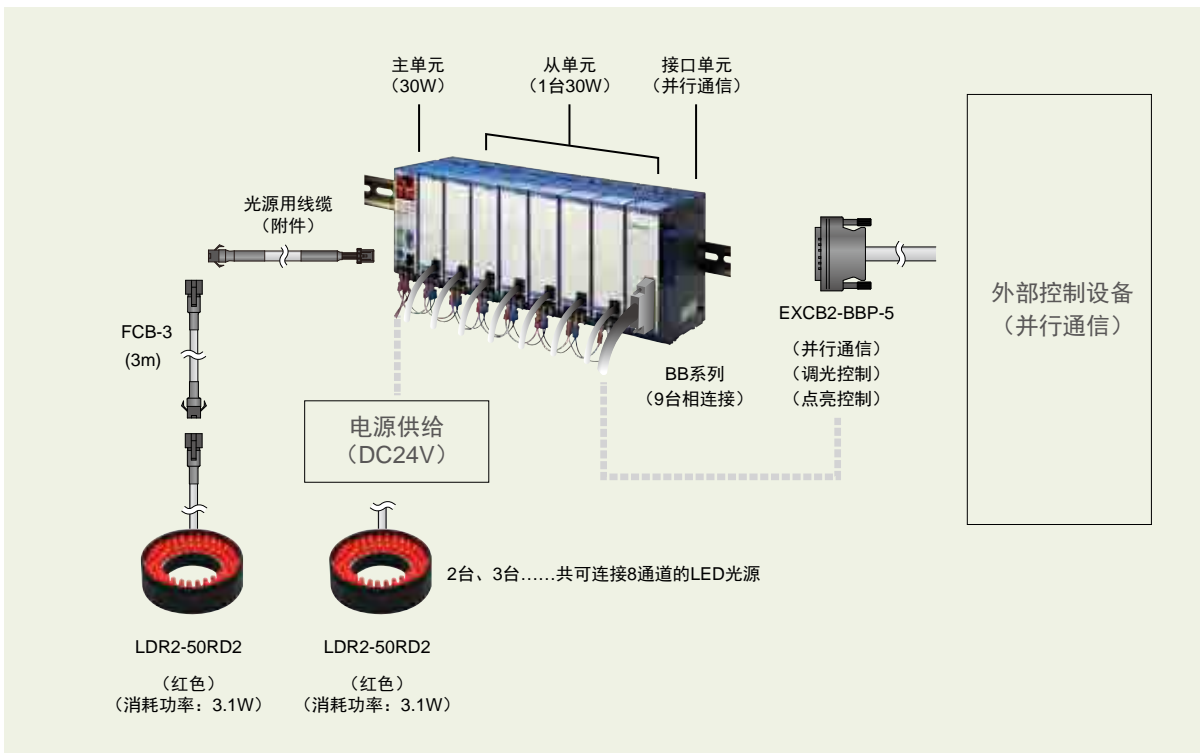 主单元
（30W）
从单元
（1台30W）
接口单元
（并行通信）
光源用线缆
（附件）
FCB-3
(3m)
EXCB2-BBP-5
（并行通信）
（调光控制）
（点亮控制）
外部控制设备
（并行通信）
BB系列
（9台相连接）
电源供给
（DC24V）
2台、3台……共可连接8通道的LED光源
LDR2-50RD2
（红色）
（消耗功率：3.1W）
LDR2-50RD2
（红色）
（消耗功率：3.1W）